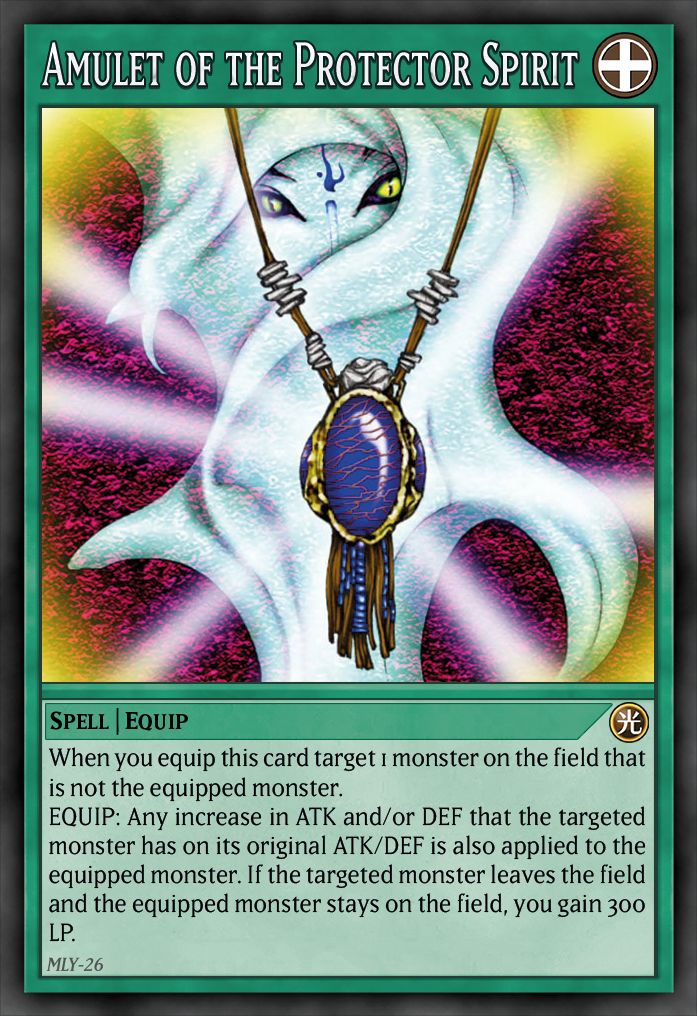 Amulet of the Protector Spirit
Spell | Equip
光
When you equip this card target 1 monster on the field that
is not the equipped monster.
EQUIP: Any increase in ATK and/or DEF that the targeted
monster has on its original ATK/DEF is also applied to the
equipped monster. If the targeted monster leaves the field
and the equipped monster stays on the field, you gain 300
LP.
MLY-26